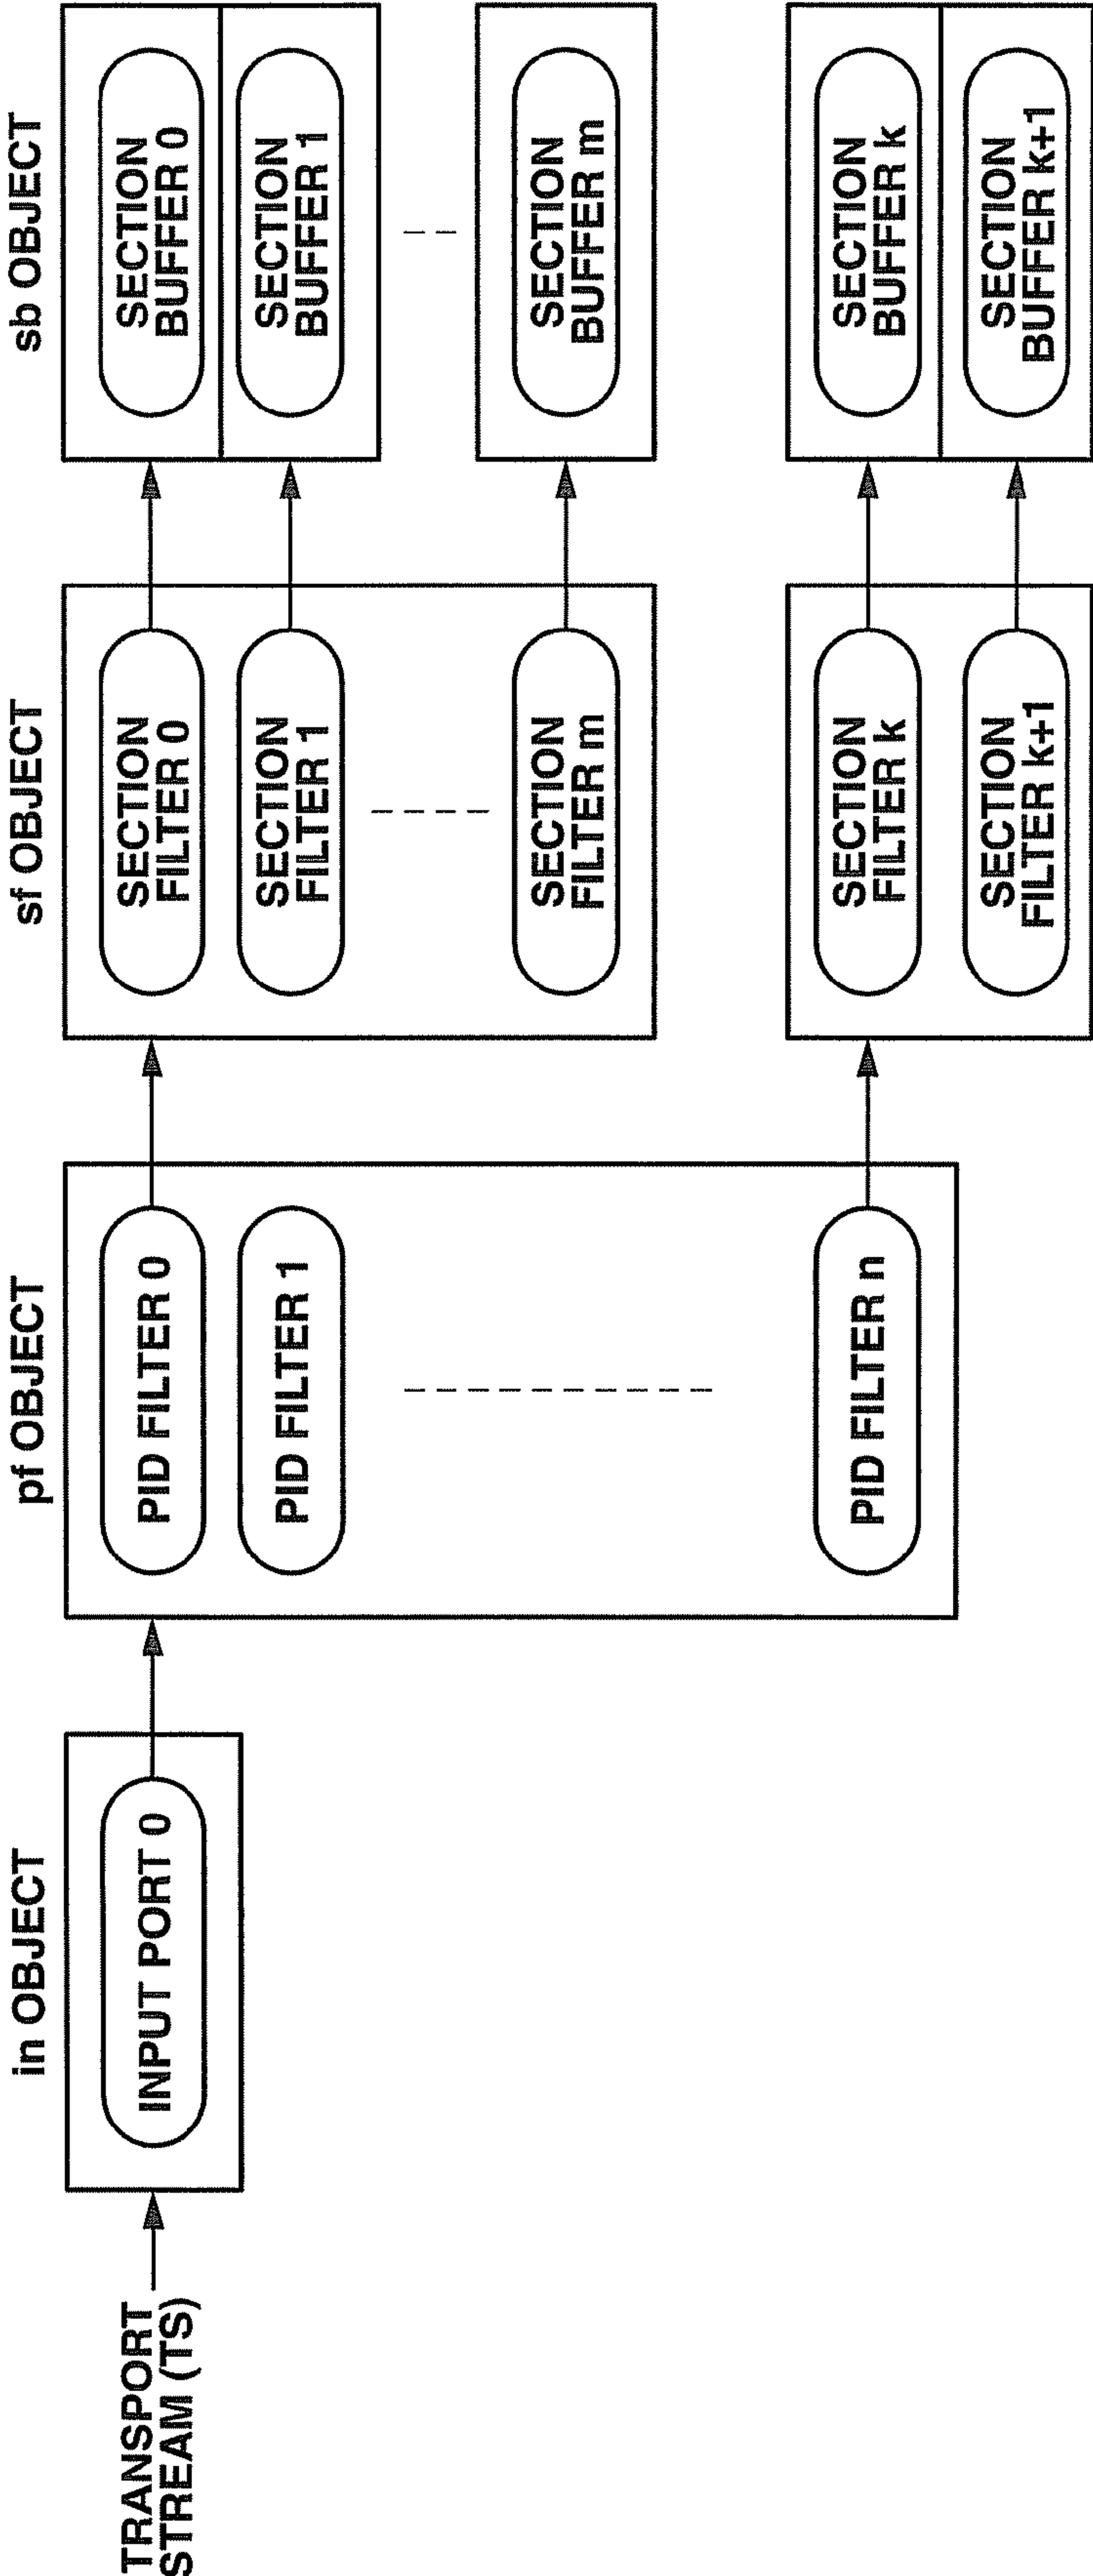 in OBJECT
pf OBJECT
sf OBJECT
sb OBJECT
TRANSPORT
STREAM (TS)
INPUT PORT 0
PID FILTER 0
PID FILTER 1
PID FILTER n
SECTION
FILTER 0
SECTION
FILTER 1
SECTION
FILTER m
SECTION
FILTER k
SECTION
FILTER k+1
SECTION
BUFFER 0
SECTION
BUFFER 1
SECTION
BUFFER m
SECTION
BUFFER k
SECTION
BUFFER k+1